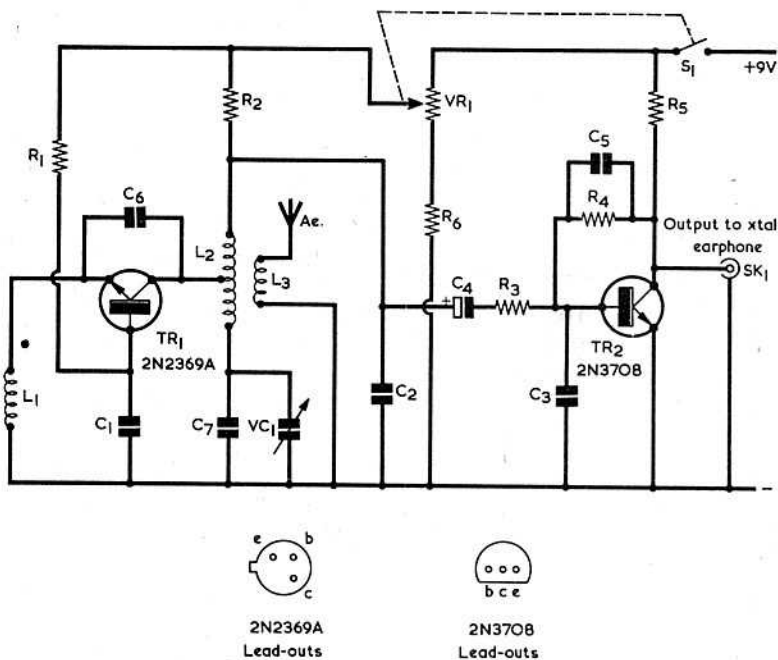 S1
+9V
R2
VR1
R5
R1
C5
C6
R4
Ae.
L2
R6
Output to xtal
earphone
L3
C4
R3
SK1
+
TR1
2N2369A
TR2
2N3708
L1
C2
C3
C1
C7
VC1
-
e
b
c
b c e
2N2369A
Lead-outs
2N3708
Lead-outs